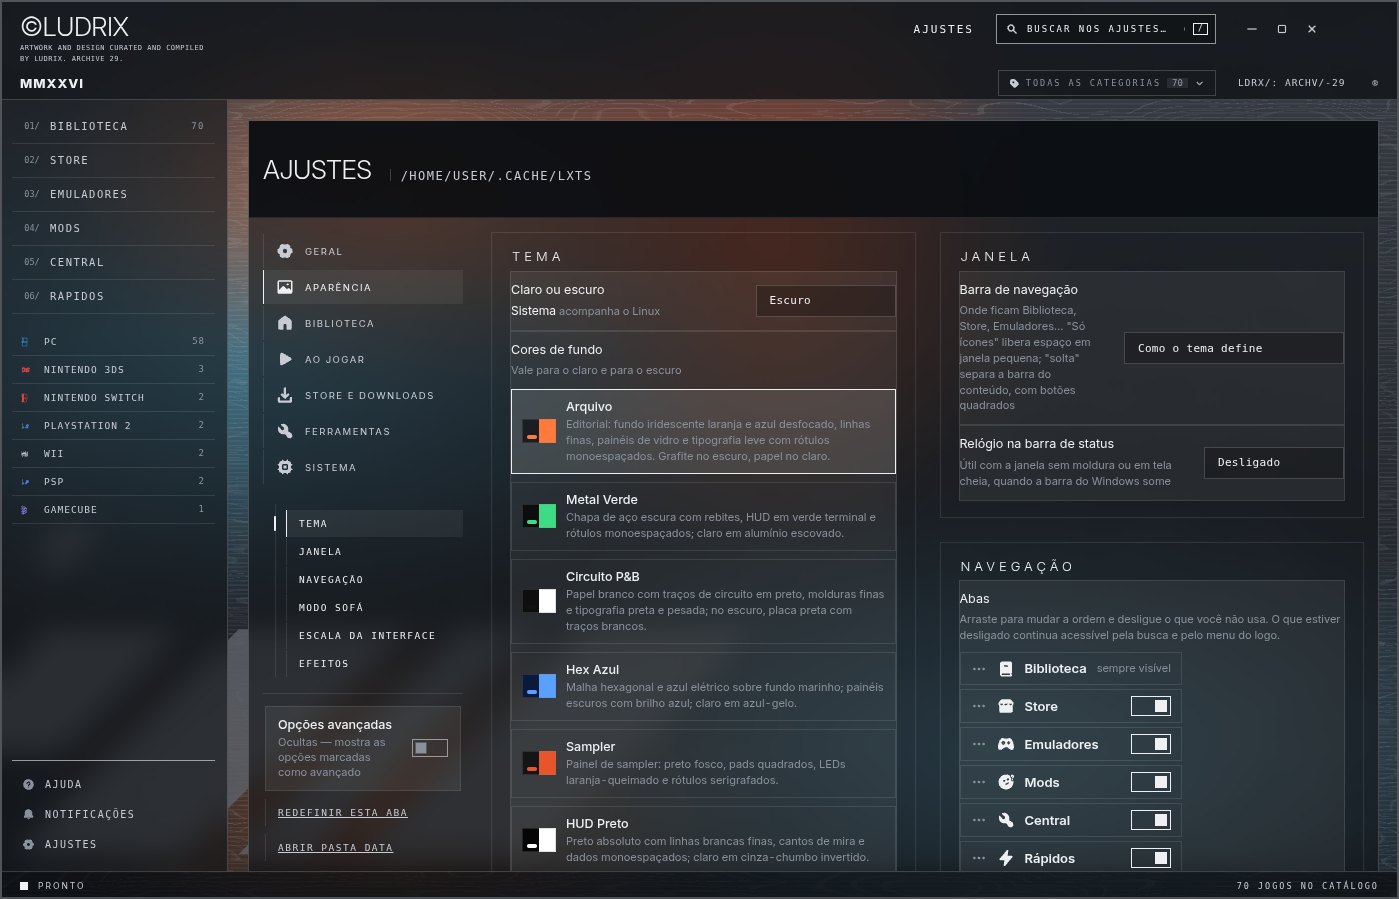 ©LUDRIX
ARTWORK AND DESIGN CURATED AND COMPILED
BY LUDRIX. ARCHIVE 29.
MMXXVI
AJUSTES
BUSCAR NOS AJUSTES…
/
TODAS AS CATEGORIAS 70
LDRX/: ARCHV/-29
®
01/ BIBLIOTECA 70
02/ STORE
03/ EMULADORES
04/ MODS
05/ CENTRAL
06/ RÁPIDOS
PC 58
NINTENDO 3DS 3
NINTENDO SWITCH 2
PLAYSTATION 2 2
WII 2
PSP 2
GAMECUBE 1
AJUDA
NOTIFICAÇÕES
AJUSTES
AJUSTES
/HOME/USER/.CACHE/LXTS
GERAL
APARÊNCIA
BIBLIOTECA
AO JOGAR
STORE E DOWNLOADS
FERRAMENTAS
SISTEMA
TEMA
JANELA
NAVEGAÇÃO
MODO SOFÁ
ESCALA DA INTERFACE
EFEITOS
Opções avançadas
Ocultas — mostra as
opções marcadas
como avançado
REDEFINIR ESTA ABA
ABRIR PASTA DATA
TEMA
Claro ou escuro
Sistema acompanha o Linux
Escuro
Cores de fundo
Vale para o claro e para o escuro
Arquivo
Editorial: fundo iridescente laranja e azul desfocado, linhas
finas, painéis de vidro e tipografia leve com rótulos
monoespaçados. Grafite no escuro, papel no claro.
Metal Verde
Chapa de aço escura com rebites, HUD em verde terminal e
rótulos monoespaçados; claro em alumínio escovado.
Circuito P&B
Papel branco com traços de circuito em preto, molduras finas
e tipografia preta e pesada; no escuro, placa preta com
traços brancos.
Hex Azul
Malha hexagonal e azul elétrico sobre fundo marinho; painéis
escuros com brilho azul; claro em azul-gelo.
Sampler
Painel de sampler: preto fosco, pads quadrados, LEDs
laranja-queimado e rótulos serigrafados.
HUD Preto
Preto absoluto com linhas brancas finas, cantos de mira e
dados monoespaçados; claro em cinza-chumbo invertido.
JANELA
Barra de navegação
Onde ficam Biblioteca,
Store, Emuladores… "Só
ícones" libera espaço em
janela pequena; "solta"
separa a barra do
conteúdo, com botões
quadrados
Como o tema define
Relógio na barra de status
Útil com a janela sem moldura ou em tela
cheia, quando a barra do Windows some
Desligado
NAVEGAÇÃO
Abas
Arraste para mudar a ordem e desligue o que você não usa. O que estiver
desligado continua acessível pela busca e pelo menu do logo.
Biblioteca sempre visível
Store
Emuladores
Mods
Central
Rápidos
PRONTO
70 JOGOS NO CATÁLOGO